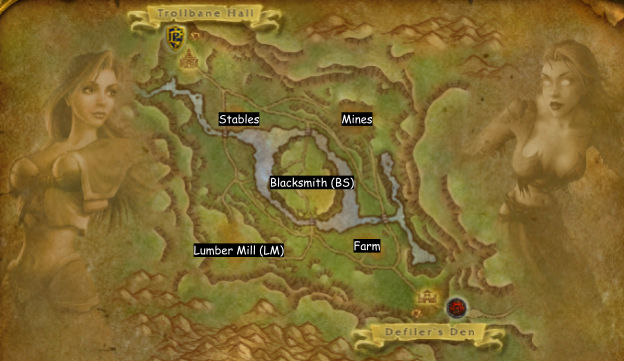 Trollbane Hall
Stables
Mines
Blacksmith (BS)
Lumber Mill (LM)
Farm
Defiler's Den